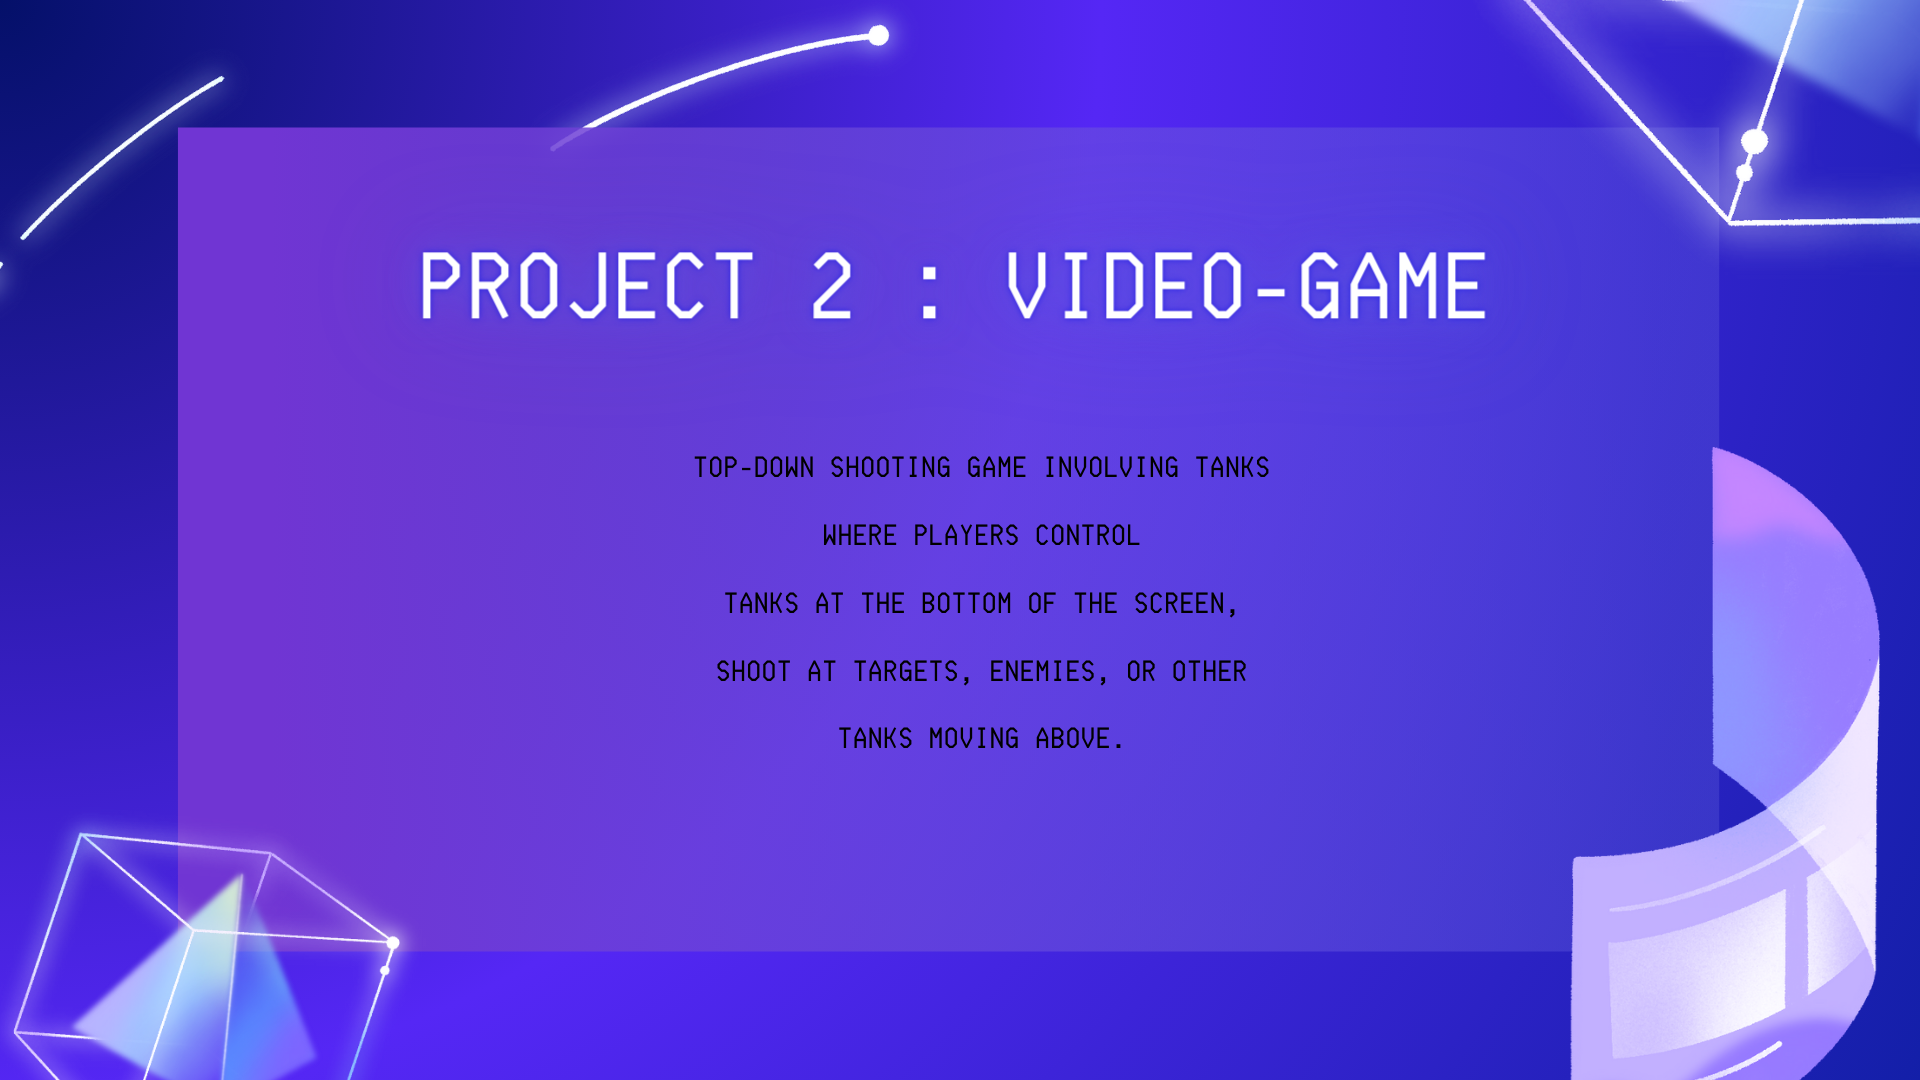 PROJECT 2 : VIDEO-GAME
TOP-DOWN SHOOTING GAME INVOLVING TANKS
WHERE PLAYERS CONTROL
TANKS AT THE BOTTOM OF THE SCREEN,
SHOOT AT TARGETS, ENEMIES, OR OTHER
TANKS MOVING ABOVE.